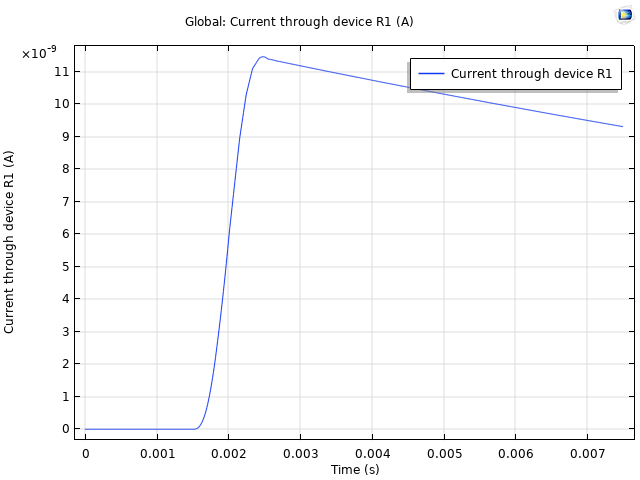 Global: Current through device R1 (A)
×10⁻⁹
Current through device R1
11
10
9
8
7
6
5
4
3
2
1
0
Current through device R1 (A)
0 0.001 0.002 0.003 0.004 0.005 0.006 0.007
Time (s)